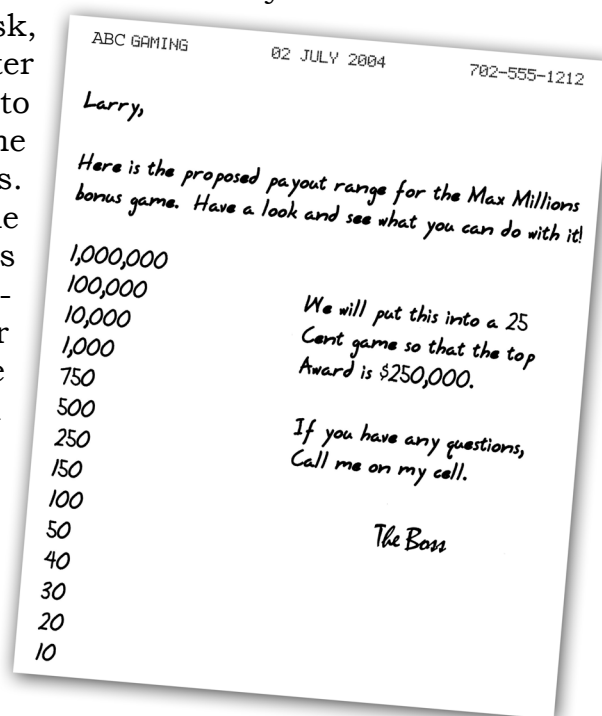 sk,
ter
to
s.
ABC GAMING 02 JULY 2004 702-555-1212
Larry,
Here is the proposed payout range for the Max Millions
bonus game. Have a look and see what you can do with it!
1,000,000
100,000
10,000
1,000
750
500
250
150
100
50
40
30
20
10
We will put this into a 25
Cent game so that the top
Award is $250,000.
If you have any questions,
Call me on my cell.
The Boss